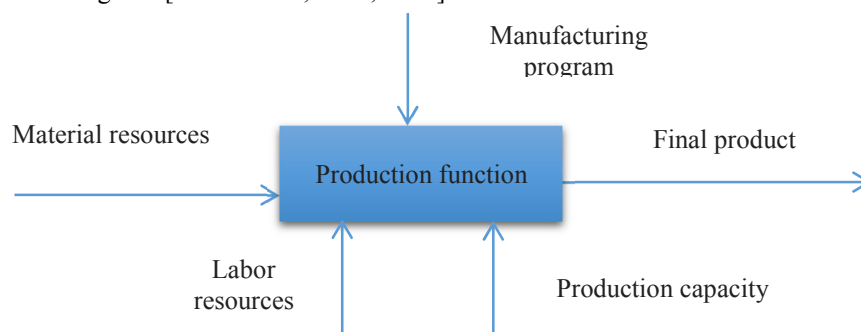 Manufacturing
program
Material resources
Final product
Production function
Labor
resources
Production capacity